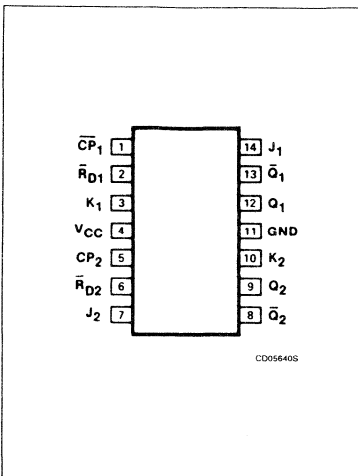 C̅P̅₁ 1 14 J₁
R̅D1 2 13 Q̅₁
K₁ 3 12 Q₁
VCC 4 11 GND
CP₂ 5 10 K₂
R̅D2 6 9 Q₂
J₂ 7 8 Q̅₂
CD05640S